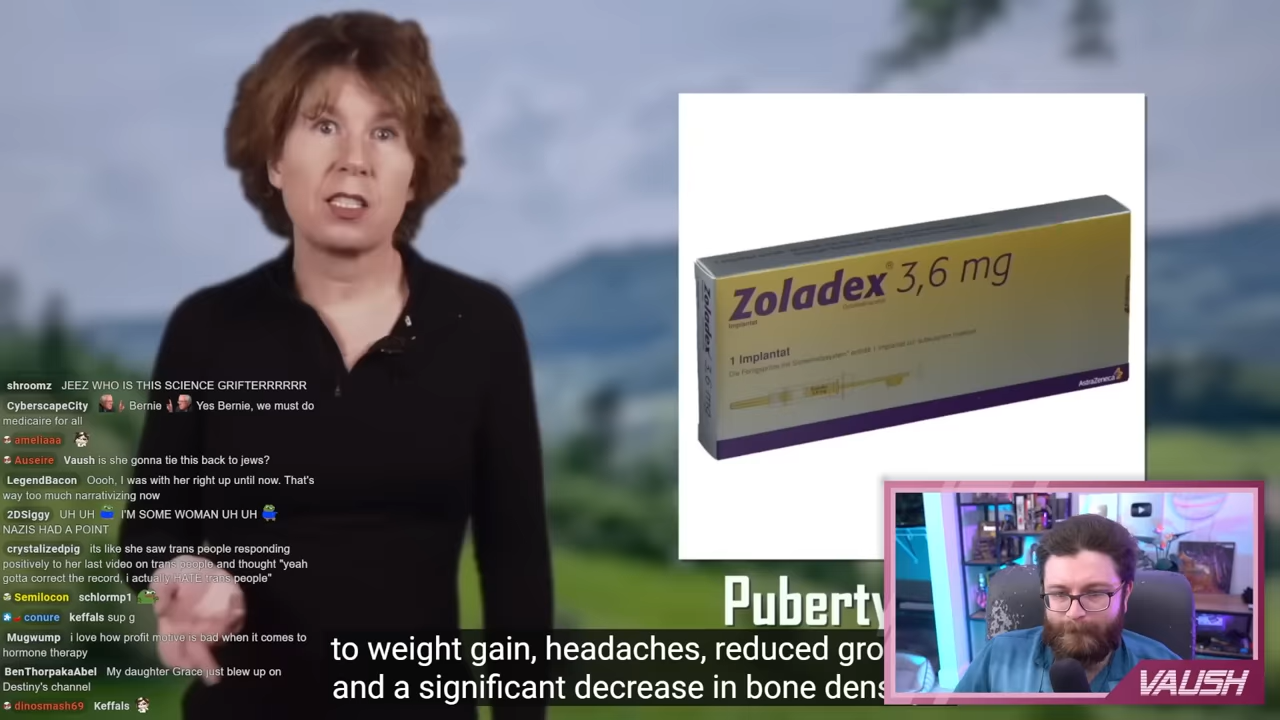 Zoladex® 3,6 mg
Implantat
1 Implantat
AstraZeneca
Zoladex 3,6 mg
shroomz JEEZ WHO IS THIS SCIENCE GRIFTERRRRRR
CyberscapeCity Bernie Yes Bernie, we must do
medicaire for all
ameliaaa
Auseire Vaush is she gonna tie this back to jews?
LegendBacon Oooh, I was with her right up until now. That's
way too much narrativizing now
2DSiggy UH UH I'M SOME WOMAN UH UH
NAZIS HAD A POINT
crystalizedpig its like she saw trans people responding
positively to her last video on trans people and thought "yeah
gotta correct the record, i actually HATE trans people"
Semilocon schlormp1
conure keffals sup g
Mugwump i love how profit motive is bad when it comes to
hormone therapy
BenThorpakaAbel My daughter Grace just blew up on
Destiny's channel
dinosmash69 Keffals
Puberty
to weight gain, headaches, reduced gro
and a significant decrease in bone dens
VAUSH